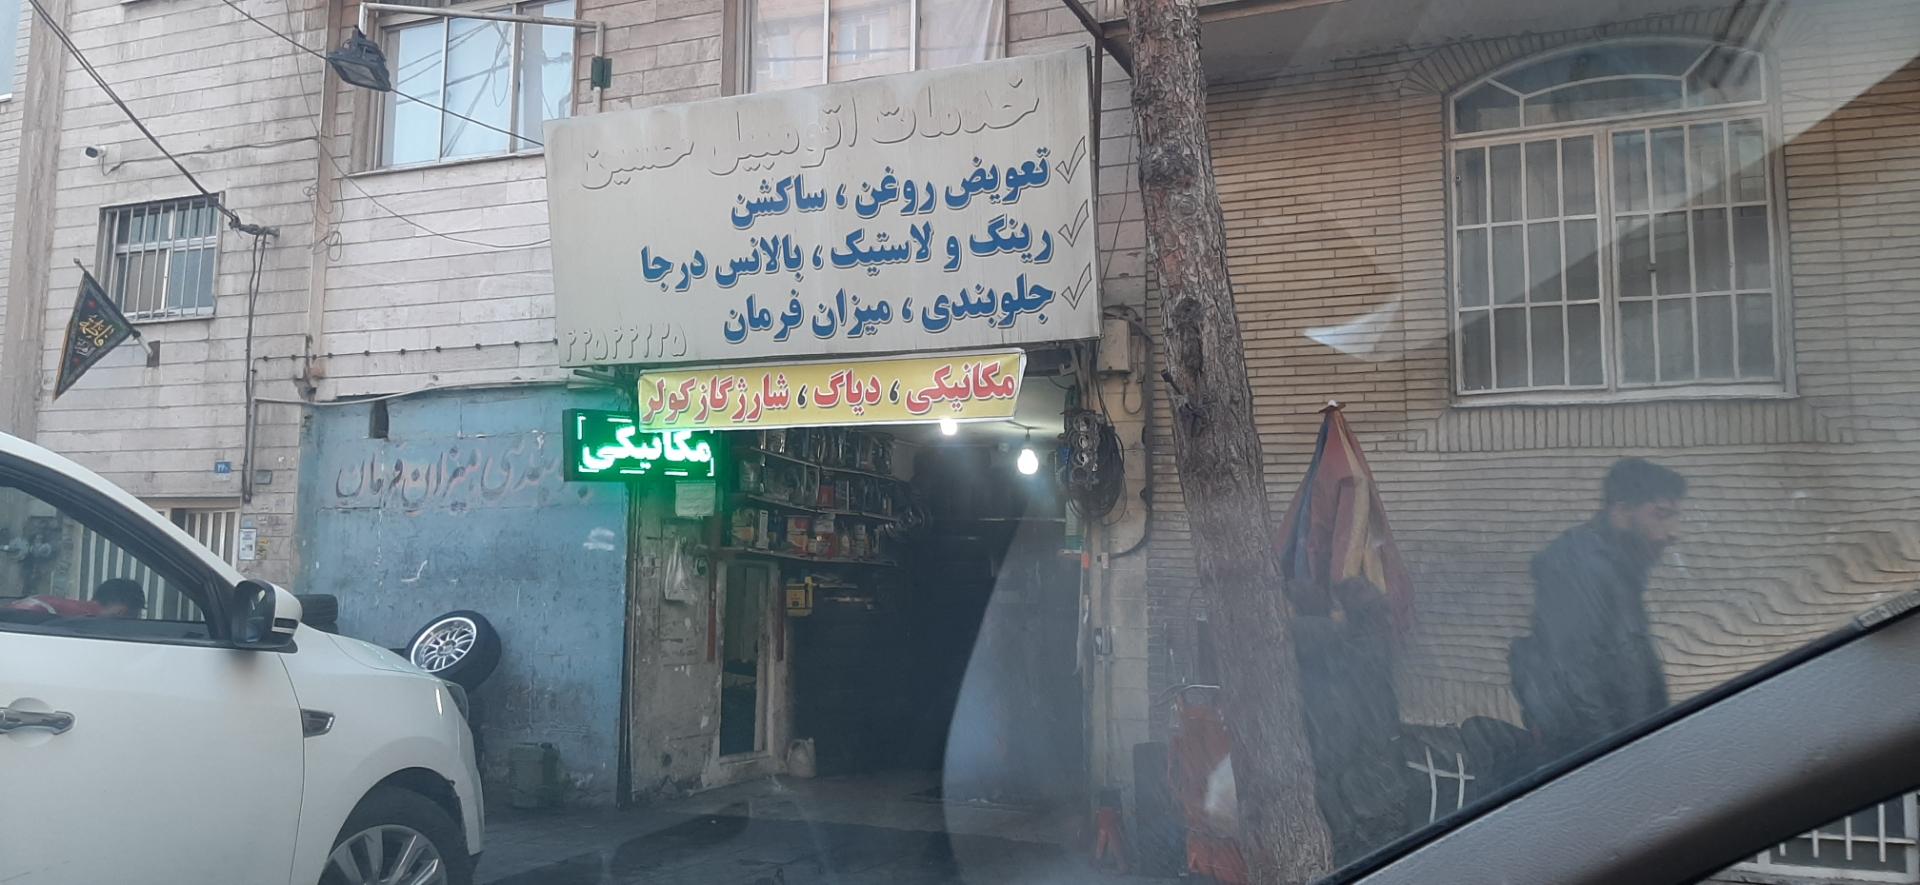 خدمات اتومبیل حسین
تعویض روغن ، ساکشن
رینگ و لاستیک ، بالانس درجا
جلوبندی ، میزان فرمان
مکانیکی ، دیاگ ، شارژ گاز کولر
مکانیکی
میزان فرمان